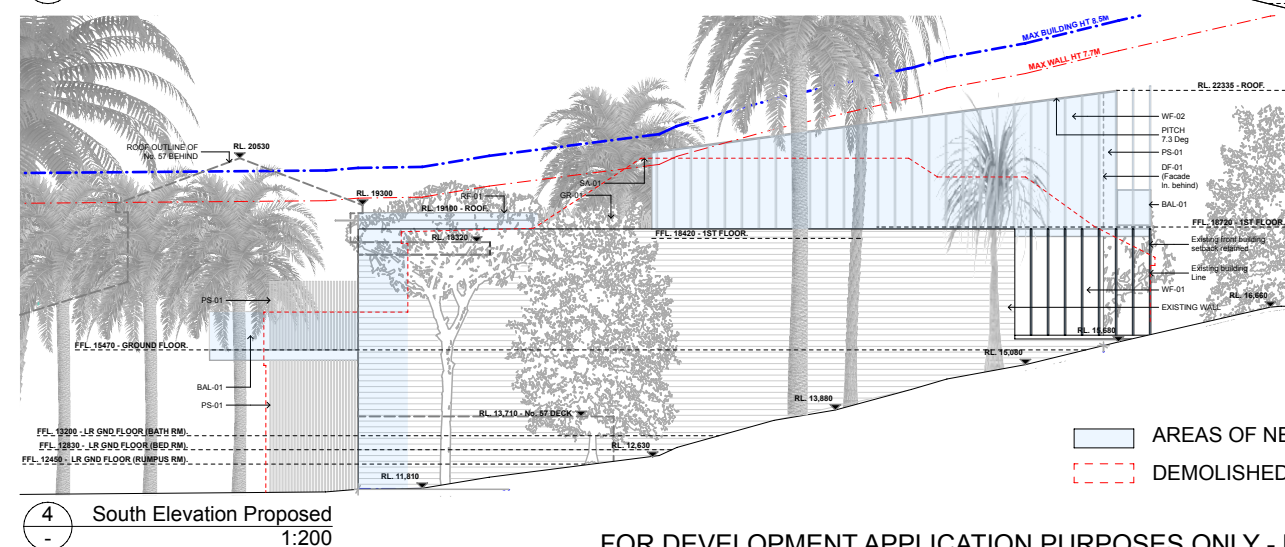 MAX BUILDING HT 8.5M
MAX WALL HT 7.7M
RL. 22335 - ROOF.
WF-02
PITCH
7.3 Deg
PS-01
DF-01
(Facade
In. behind)
BAL-01
FFL. 18720 - 1ST FLOOR.
Existing front building
setback retained
Existing building
Line
WF-01
EXISTING WALL
RL. 16,660
ROOF OUTLINE OF
No. 57 BEHIND
RL. 20530
RL. 19300
SA-01
GR-01
RF-01
RL. 19100 - ROOF.
RL. 18320
FFL. 18420 - 1ST FLOOR.
PS-01
FFL. 15470 - GROUND FLOOR.
BAL-01
PS-01
RL. 15,080
RL. 13,880
RL. 13,710 - No. 57 DECK
FFL. 13200 - LR GND FLOOR (BATH RM).
FFL. 12830 - LR GND FLOOR (BED RM).
FFL. 12450 - LR GND FLOOR (RUMPUS RM).
RL. 12,630
RL. 11,810
AREAS OF NE
DEMOLISHED
4
-
South Elevation Proposed
1:200
FOR DEVELOPMENT APPLICATION PURPOSES ONLY -